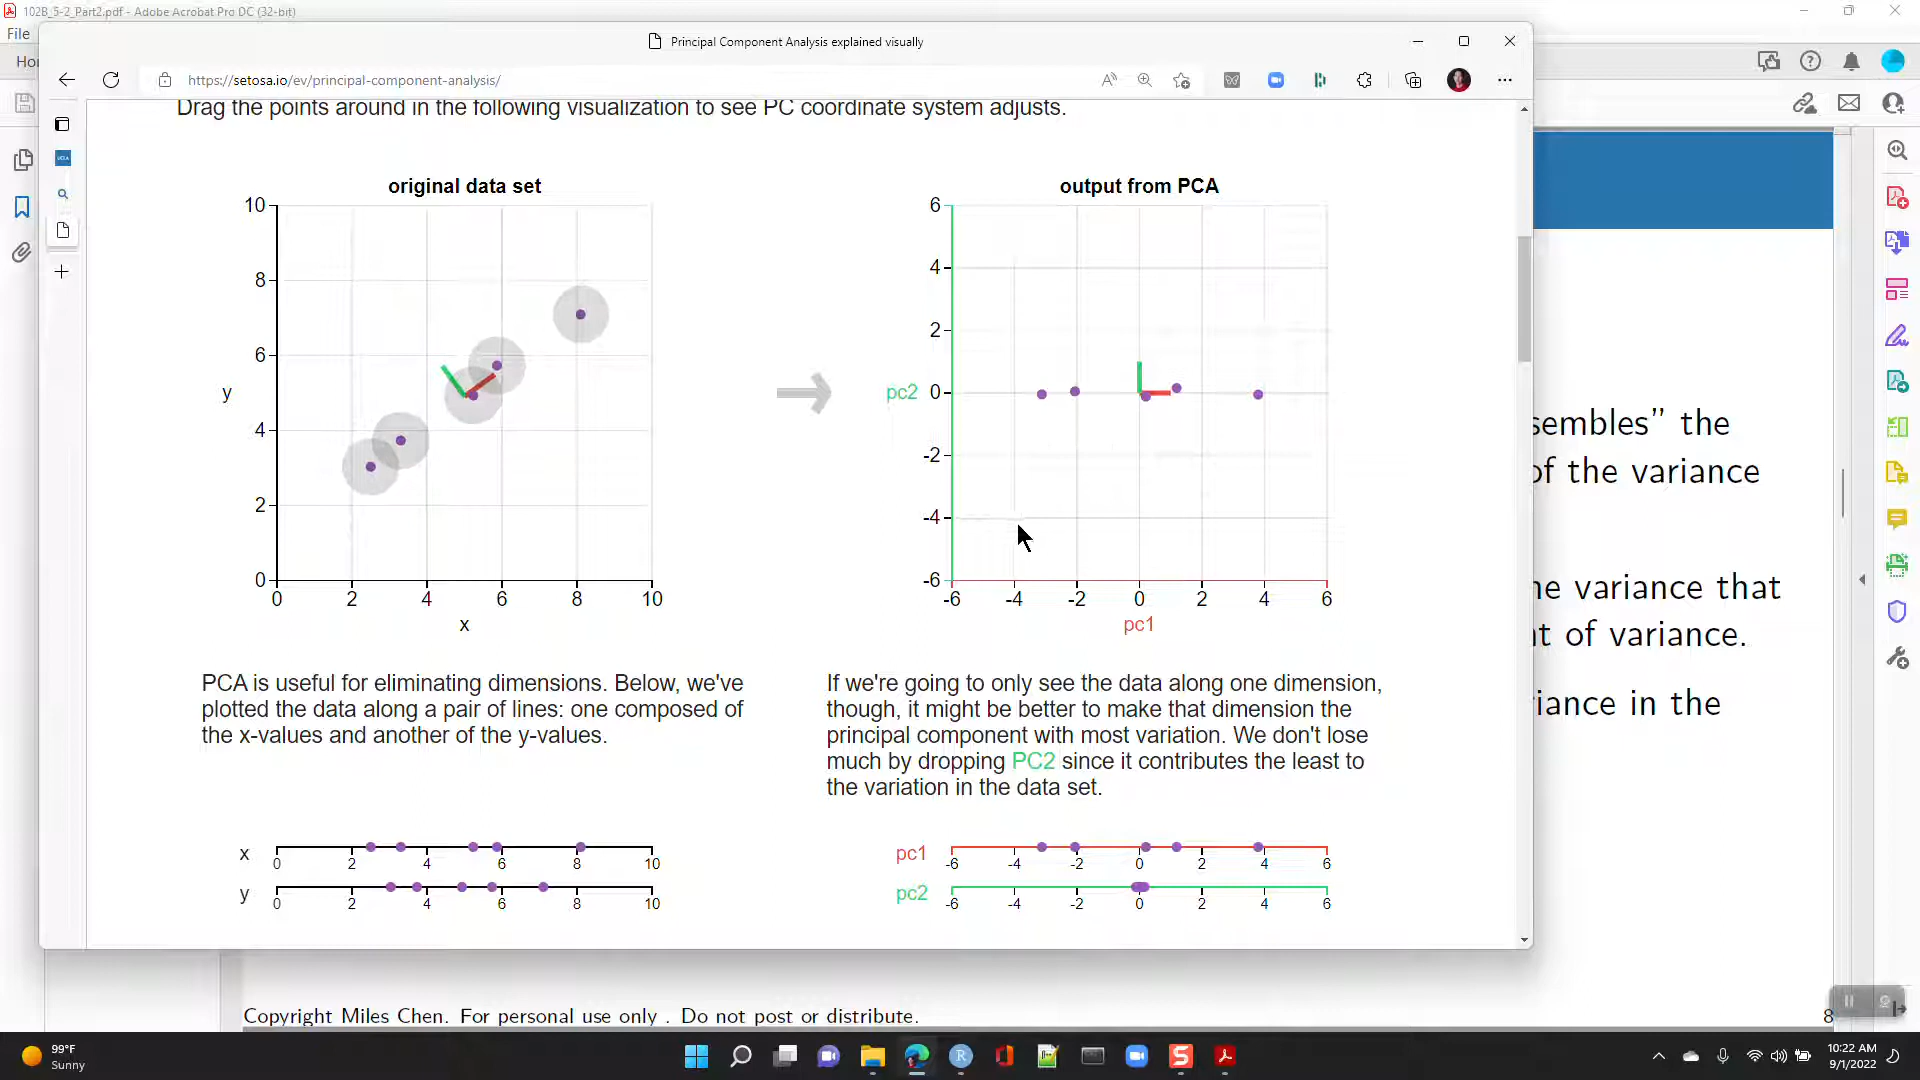 102B_5-2_Part2.pdf - Adobe Acrobat Pro DC (32-bit)
File
Principal Component Analysis explained visually
https://setosa.io/ev/principal-component-analysis/
Drag the points around in the following visualization to see PC coordinate system adjusts.
original data set
10
8
6
4
2
0
y
0 2 4 6 8 10
x
output from PCA
6
4
2
0
-2
-4
-6
pc2
-6 -4 -2 0 2 4 6
pc1
PCA is useful for eliminating dimensions. Below, we've
plotted the data along a pair of lines: one composed of
the x-values and another of the y-values.
If we're going to only see the data along one dimension,
though, it might be better to make that dimension the
principal component with most variation. We don't lose
much by dropping PC2 since it contributes the least to
the variation in the data set.
x
0 2 4 6 8 10
y
0 2 4 6 8 10
pc1
-6 -4 -2 0 2 4 6
pc2
-6 -4 -2 0 2 4 6
sembles” the
of the variance
variance that
of variance.
in the
Copyright Miles Chen. For personal use only . Do not post or distribute.
8
99°F
Sunny
10:22 AM
9/1/2022